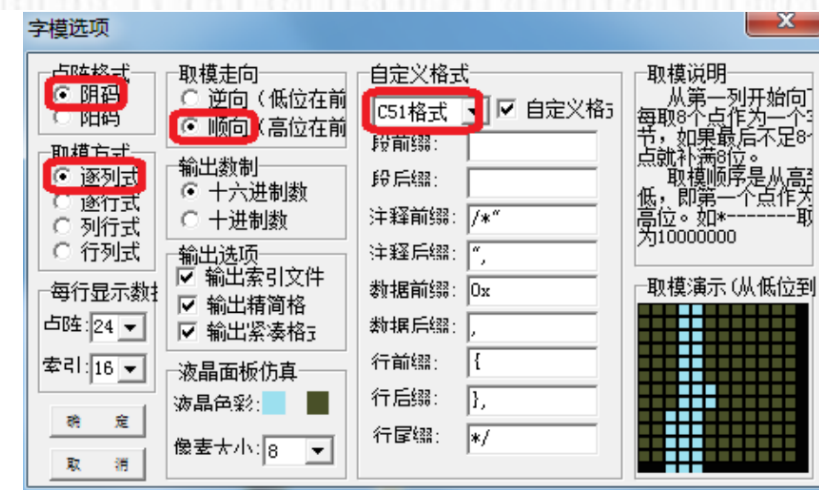 字模选项
X
点阵格式
阴码
阳码
取模方式
逐列式
逐行式
列行式
行列式
每行显示数
点阵:24
索引:16
确 定
取 消
取模走向
逆向(低位在前
顺向(高位在前
输出数制
十六进制数
十进制数
输出选项
输出索引文件
输出精简格
输出紧凑格
液晶面板仿真
液晶色彩:
像素大小:8
自定义格式
C51格式
自定义格
段前缀:
段后缀:
注释前缀: /*"
注释后缀: ",
数据前缀: 0x
数据后缀: ,
行前缀: {
行后缀: },
行尾缀: */
取模说明
从第一列开始向
每取8个点作为一个
节，如果最后不足8
点就补满8位。
取模顺序是从高
低，即第一个点作为
高位。如*-------取
为10000000
取模演示(从低位到